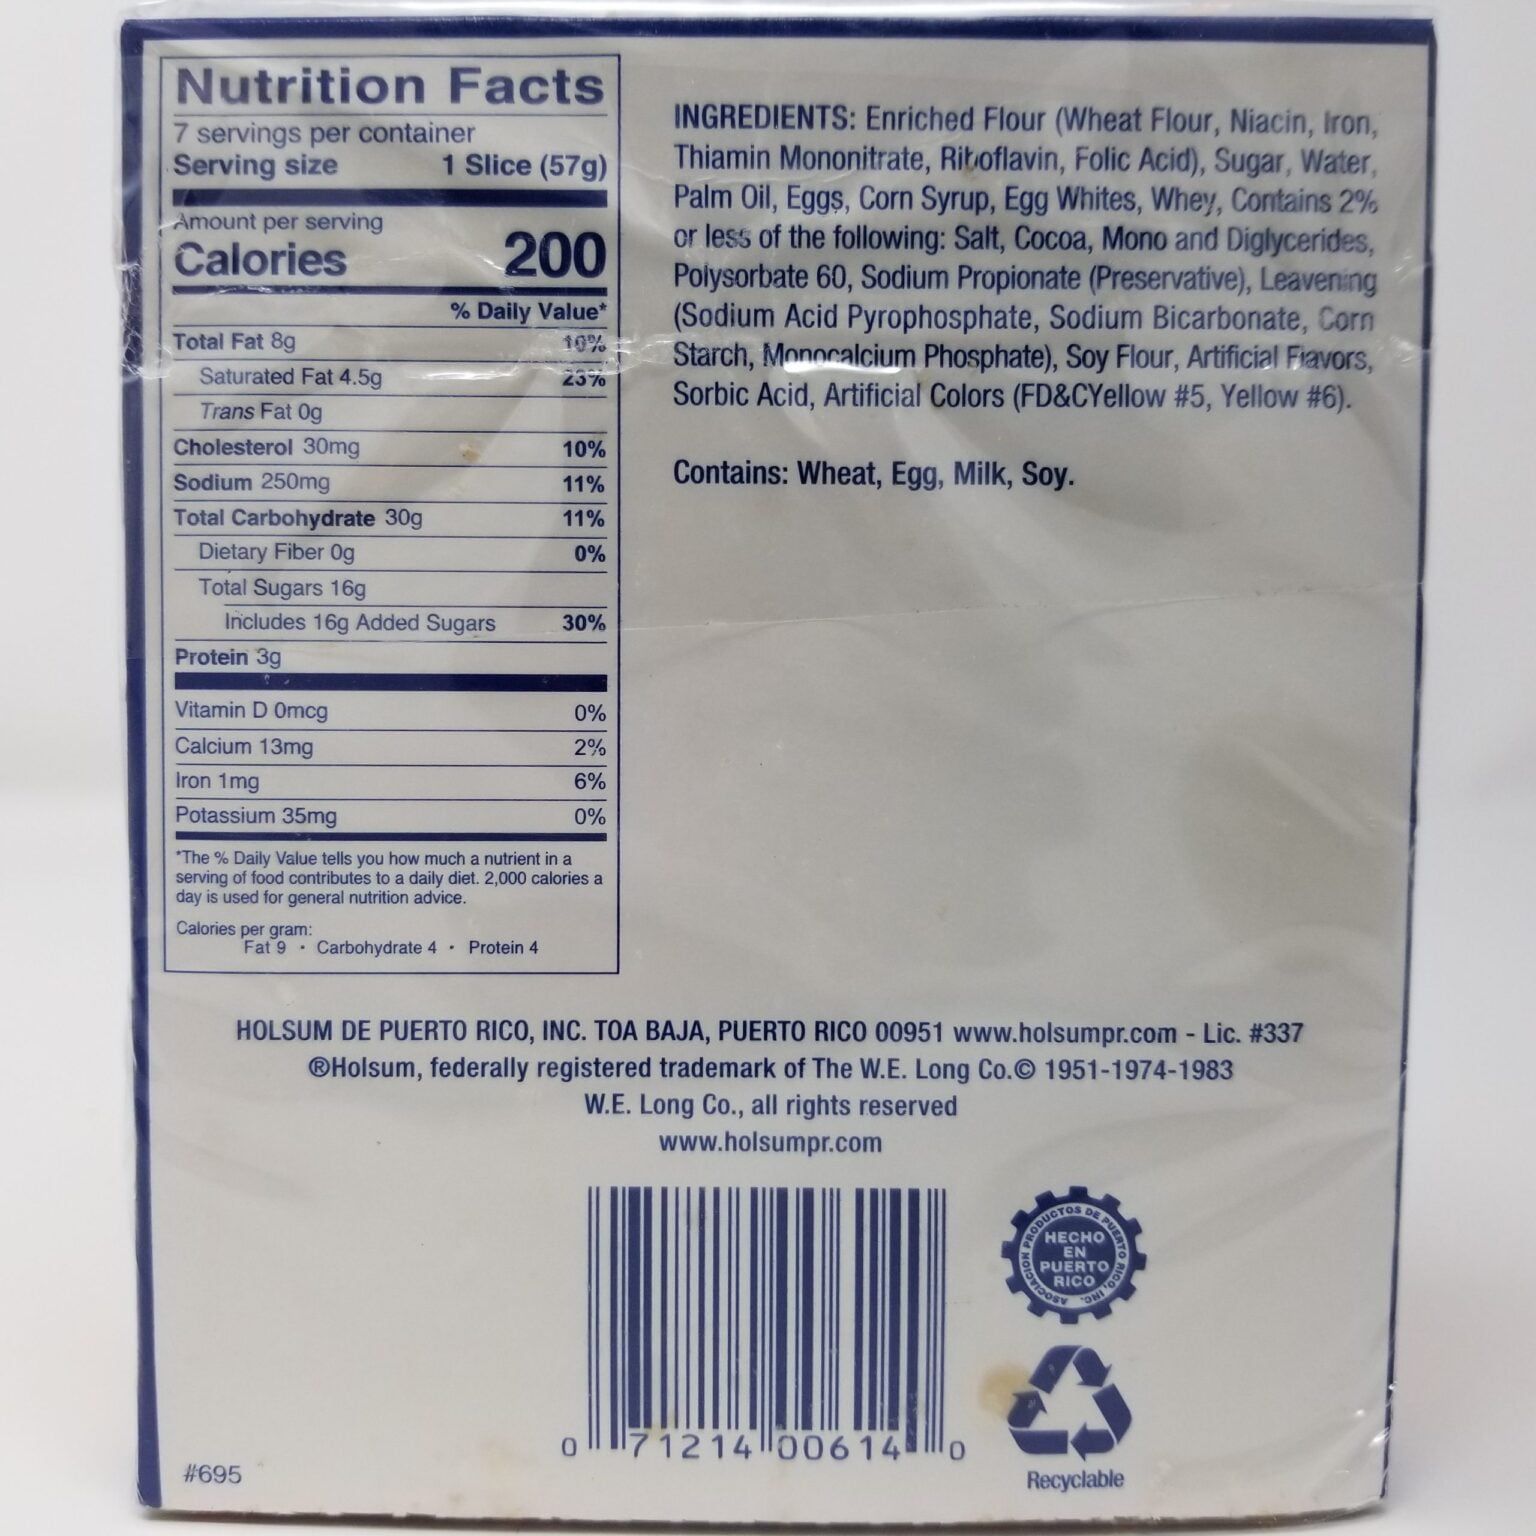 Nutrition Facts
7 servings per container
Serving size 1 Slice (57g)
Amount per serving
Calories 200
% Daily Value*
Total Fat 8g 10%
Saturated Fat 4.5g 23%
Trans Fat 0g
Cholesterol 30mg 10%
Sodium 250mg 11%
Total Carbohydrate 30g 11%
Dietary Fiber 0g 0%
Total Sugars 16g
Includes 16g Added Sugars 30%
Protein 3g
Vitamin D 0mcg 0%
Calcium 13mg 2%
Iron 1mg 6%
Potassium 35mg 0%
*The % Daily Value tells you how much a nutrient in a
serving of food contributes to a daily diet. 2,000 calories a
day is used for general nutrition advice.
Calories per gram:
Fat 9 • Carbohydrate 4 • Protein 4
INGREDIENTS: Enriched Flour (Wheat Flour, Niacin, Iron,
Thiamin Mononitrate, Riboflavin, Folic Acid), Sugar, Water,
Palm Oil, Eggs, Corn Syrup, Egg Whites, Whey, Contains 2%
or less of the following: Salt, Cocoa, Mono and Diglycerides,
Polysorbate 60, Sodium Propionate (Preservative), Leavening
(Sodium Acid Pyrophosphate, Sodium Bicarbonate, Corn
Starch, Monocalcium Phosphate), Soy Flour, Artificial Flavors,
Sorbic Acid, Artificial Colors (FD&CYellow #5, Yellow #6).
Contains: Wheat, Egg, Milk, Soy.
HOLSUM DE PUERTO RICO, INC. TOA BAJA, PUERTO RICO 00951 www.holsumpr.com - Lic. #337
®Holsum, federally registered trademark of The W.E. Long Co.© 1951-1974-1983
W.E. Long Co., all rights reserved
www.holsumpr.com
0 71214 00614 0
ASOCIACION PRODUCTOS DE PUERTO RICO, INC.
HECHO
EN
PUERTO
RICO
Recyclable
#695